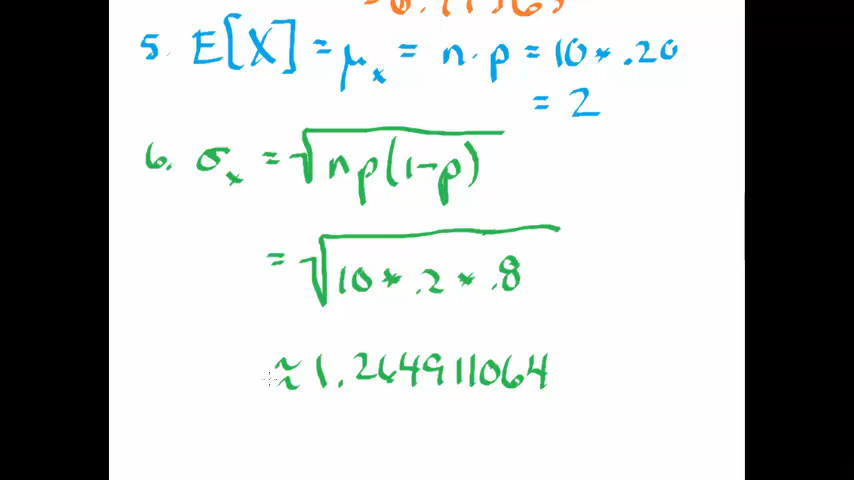 5. E[X] = μₓ = n·p = 10 * .20
= 2
6. σₓ = √np(1-p)
= √10 * .2 * .8
≈ 1.264911064